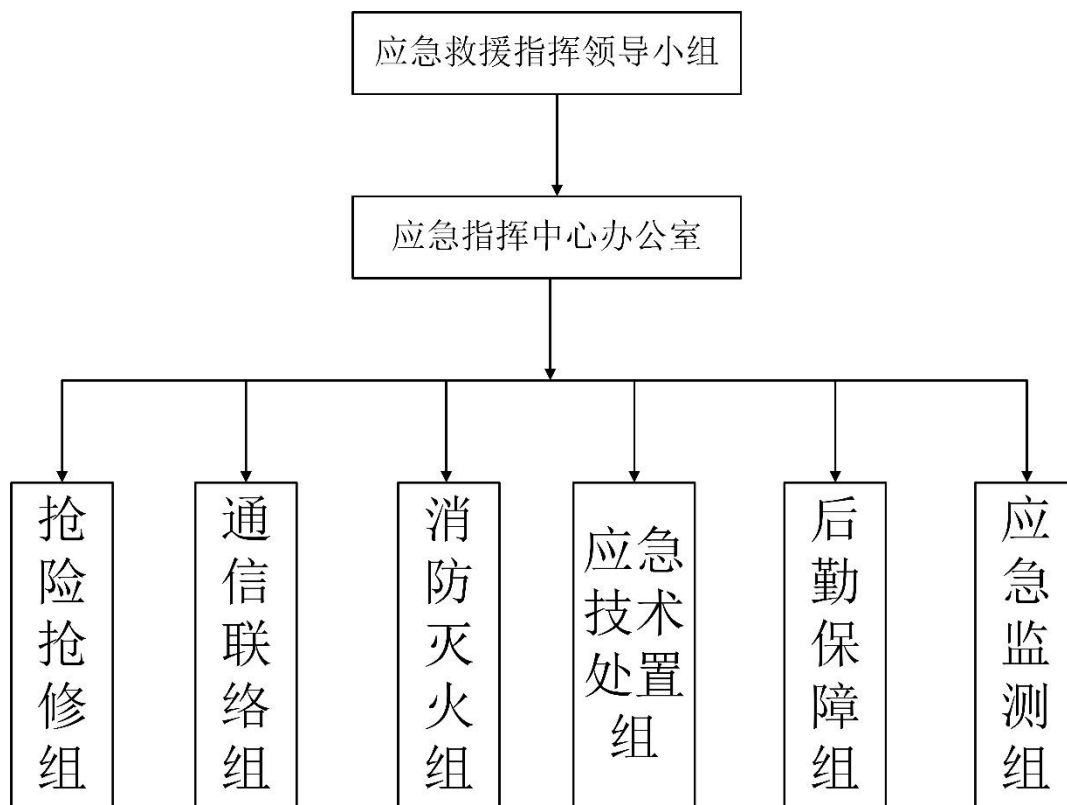 应急救援指挥领导小组
应急指挥中心办公室
抢险抢修组
通信联络组
消防灭火组
应急技术处置组
后勤保障组
应急监测组